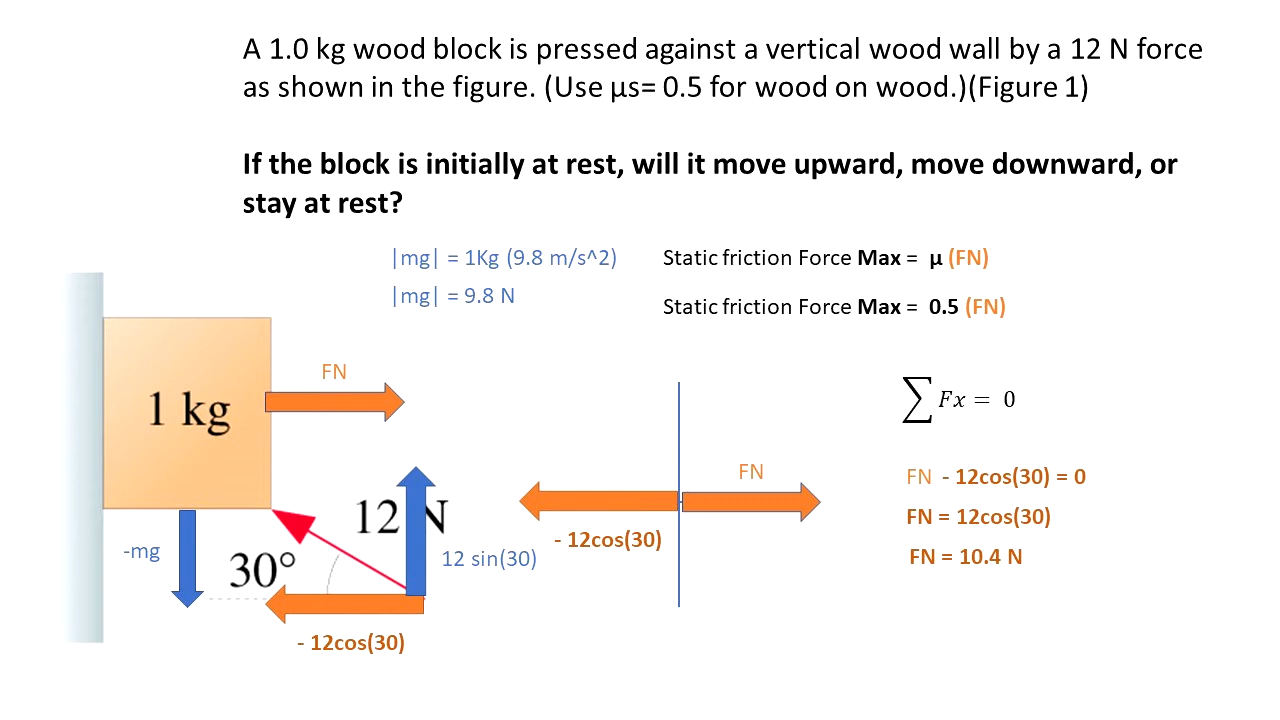 A 1.0 kg wood block is pressed against a vertical wood wall by a 12 N force
as shown in the figure. (Use μs= 0.5 for wood on wood.)(Figure 1)
If the block is initially at rest, will it move upward, move downward, or
stay at rest?
|mg| = 1Kg (9.8 m/s^2)
|mg| = 9.8 N
Static friction Force Max = μ (FN)
Static friction Force Max = 0.5 (FN)
FN
1 kg
-mg
30°
12 N
12 sin(30)
- 12cos(30)
FN
- 12cos(30)
∑ Fx = 0
FN - 12cos(30) = 0
FN = 12cos(30)
FN = 10.4 N